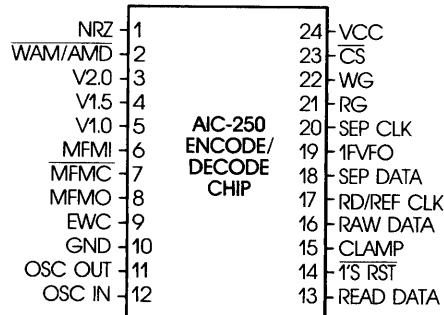 NRZ 1 24 VCC
WAM/AMD 2 23 CS
V2.0 3 22 WG
V1.5 4 21 RG
V1.0 5 20 SEP CLK
MFMI 6 19 1FVFO
MFMC 7 18 SEP DATA
MFMO 8 17 RD/REF CLK
EWC 9 16 RAW DATA
GND 10 15 CLAMP
OSC OUT 11 14 1'S RST
OSC IN 12 13 READ DATA
AIC-250
ENCODE/
DECODE
CHIP